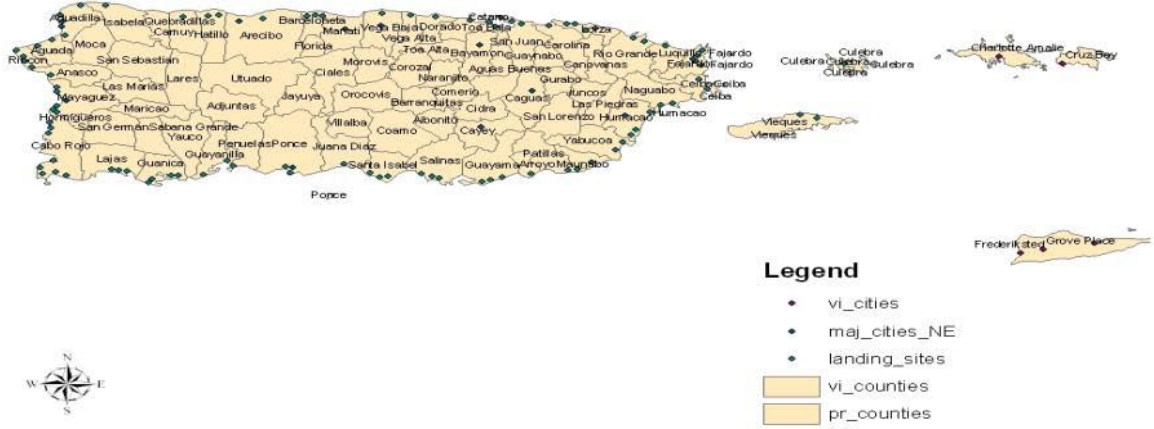 Aguadilla
Isabela
Quebradillas
Camuy
Hatillo
Arecibo
Barceloneta
Manati
Vega Baja
Dorado
Toa Baja
Catano
Loiza
Aguada
Moca
San Sebastian
Florida
Vega Alta
Toa Alta
Bayamon
San Juan
Guaynabo
Carolina
Rio Grande
Luquillo
Fajardo
Rincon
Lares
Utuado
Ciales
Morovis
Corozal
Naranjito
Aguas Buenas
Canovanas
Fajardo
Fajardo
Anasco
Las Marias
Comerio
Gurabo
Juncos
Naguabo
Ceiba
Ceiba
Ceiba
Mayaguez
Maricao
Adjuntas
Jayuya
Orocovis
Barranquitas
Cidra
Caguas
Las Piedras
Humacao
Humacao
Hormigueros
San German
Sabana Grande
Yauco
Villalba
Coamo
Aibonito
Cayey
San Lorenzo
Yabucoa
Cabo Rojo
Lajas
Guanica
Guayanilla
Penuelas
Ponce
Juana Diaz
Santa Isabel
Salinas
Guayama
Patillas
Arroyo
Maunabo
Ponce
Culebra
Culebra
Culebra
Culebra
Culebra
Vieques
Vieques
Charlotte Amalie
Cruz Bay
Frederiksted
Grove Place
Legend
vi_cities
maj_cities_NE
landing_sites
vi_counties
pr_counties
N
W
E
S